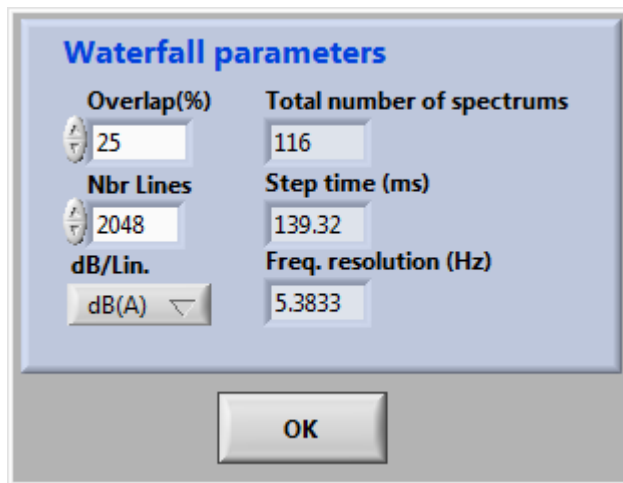 Waterfall parameters
Overlap(%) Total number of spectrums
25 116
Nbr Lines Step time (ms)
2048 139.32
dB/Lin. Freq. resolution (Hz)
dB(A) 5.3833
OK